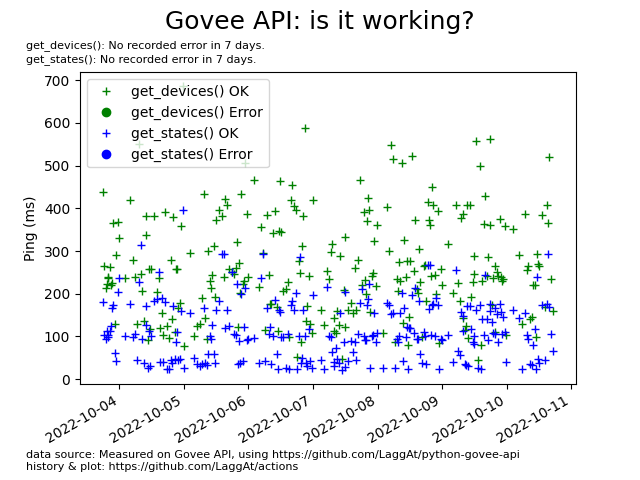 Govee API: is it working?
get_devices(): No recorded error in 7 days.
get_states(): No recorded error in 7 days.
700
600
500
400
300
200
100
0
Ping (ms)
get_devices() OK
get_devices() Error
get_states() OK
get_states() Error
2022-10-04
2022-10-05
2022-10-06
2022-10-07
2022-10-08
2022-10-09
2022-10-10
2022-10-11
data source: Measured on Govee API, using https://github.com/LaggAt/python-govee-api
history & plot: https://github.com/LaggAt/actions